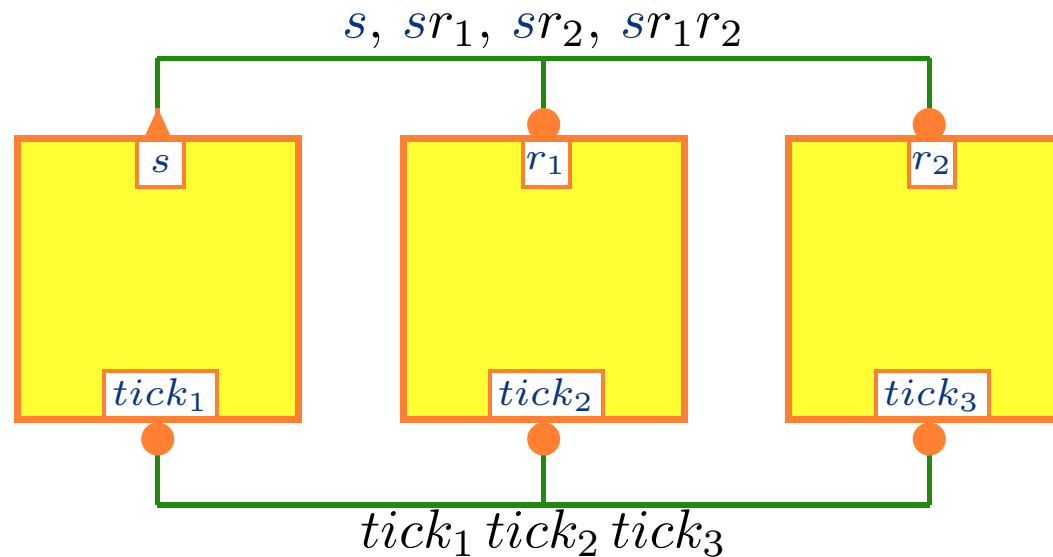 s, sr₁, sr₂, sr₁r₂
s
r₁
r₂
tick₁
tick₂
tick₃
tick₁ tick₂ tick₃